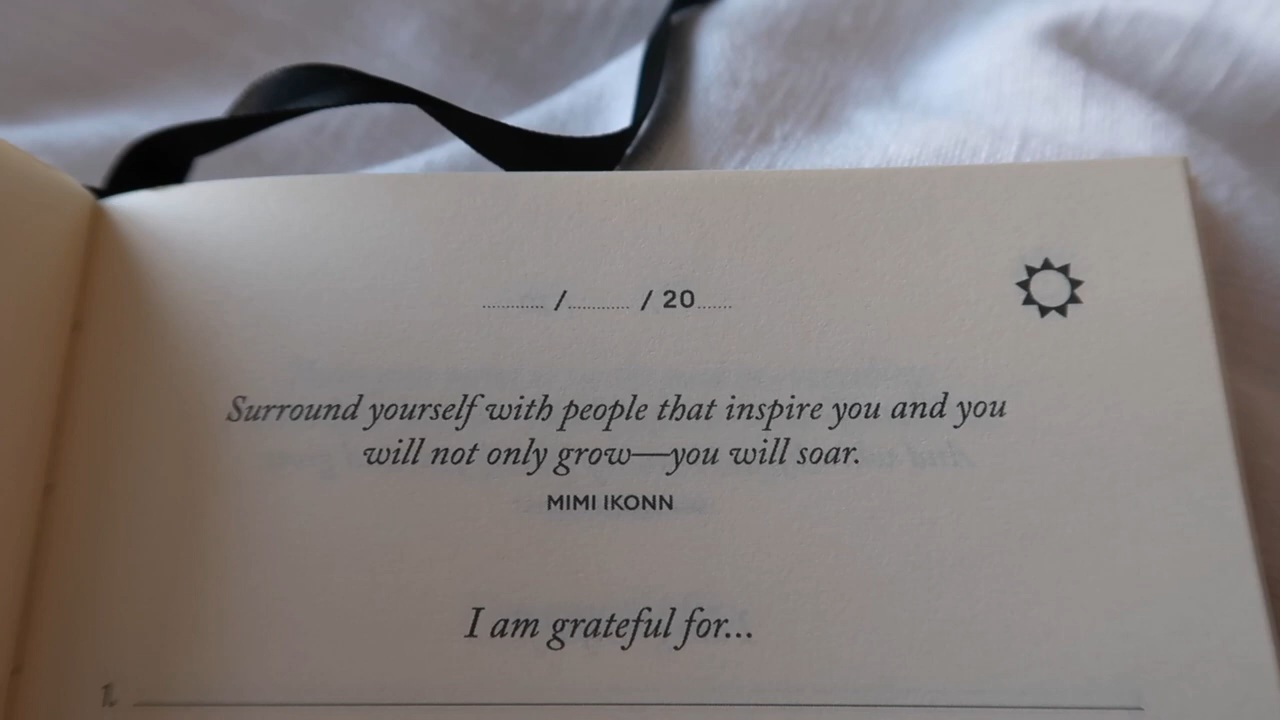 ............ / ............ / 20.......
Surround yourself with people that inspire you and you
will not only grow—you will soar.
MIMI IKONN
I am grateful for...
1.